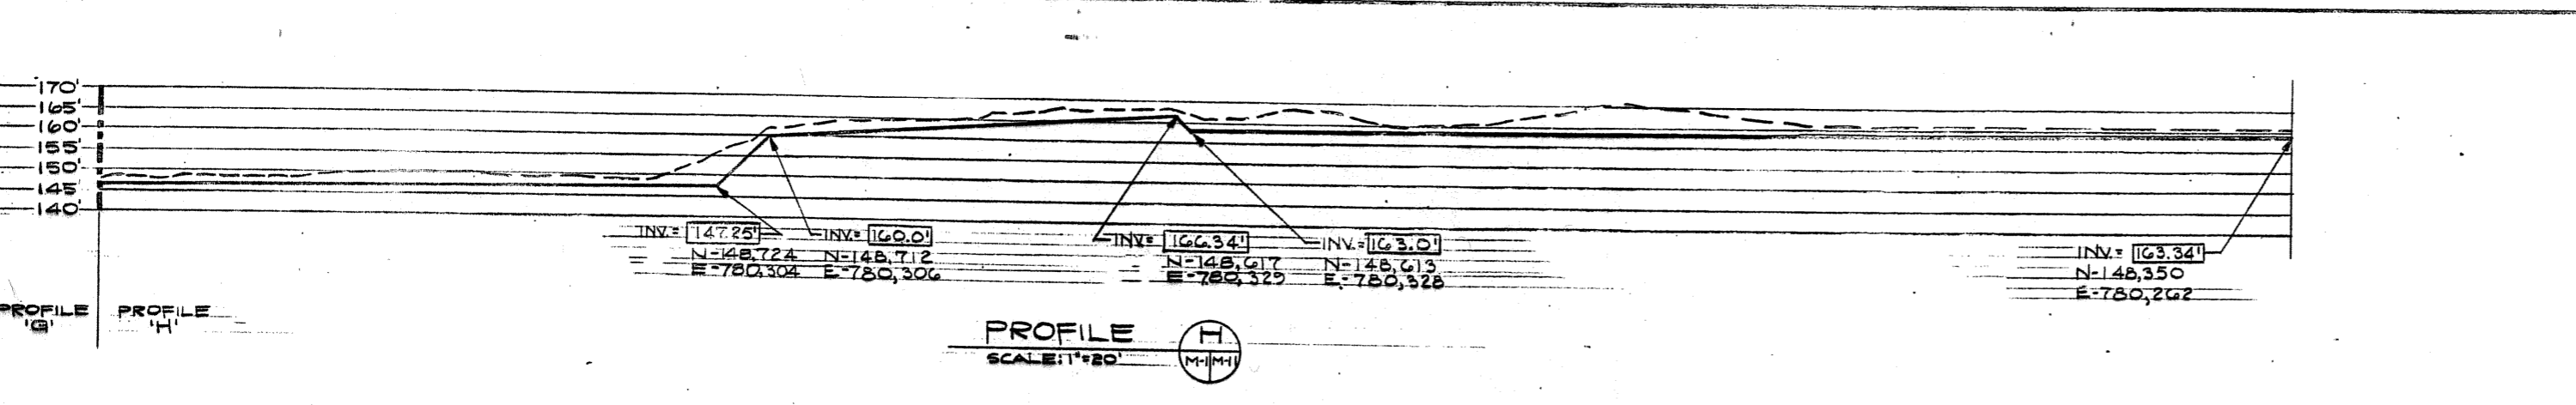 170'
165'
160'
155'
150'
145'
140'
INV.= 147.25'
N-148,724
E-780,304
INV.= 160.0'
N-148,712
E-780,306
INV= 166.34'
N-148,617
E-780,329
INV.= 163.0'
N-148,613
E-780,328
INV.= 163.34'
N-148,350
E-780,262
PROFILE
'G'
PROFILE
'H'
PROFILE
SCALE: 1"=20'
H
M-1 M-11